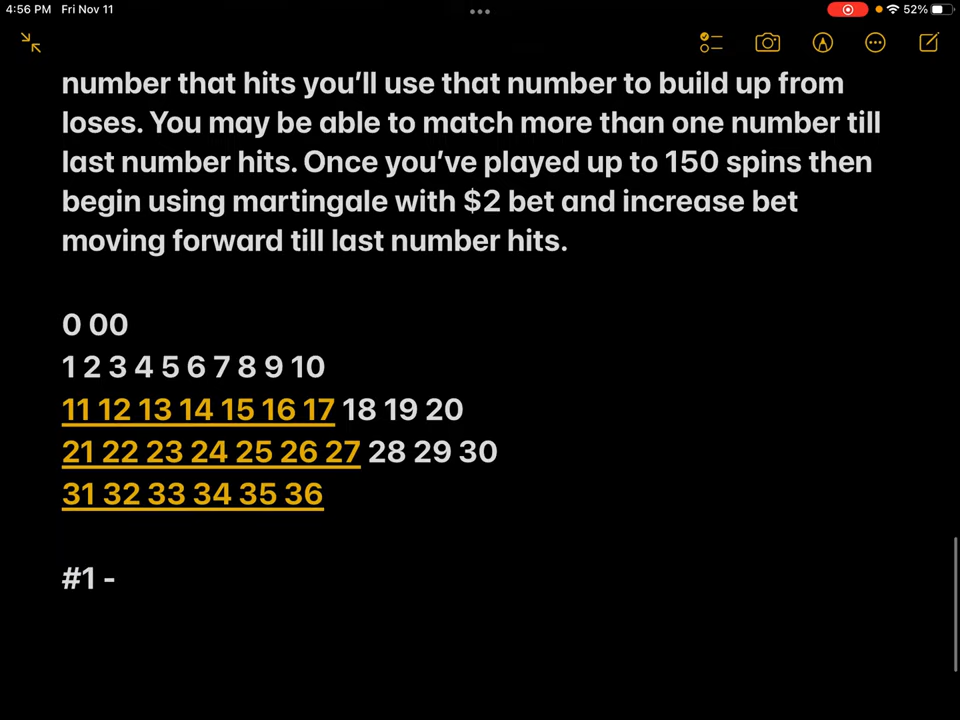 4:56 PM Fri Nov 11
52%
number that hits you’ll use that number to build up from
loses. You may be able to match more than one number till
last number hits. Once you’ve played up to 150 spins then
begin using martingale with $2 bet and increase bet
moving forward till last number hits.
0 00
1 2 3 4 5 6 7 8 9 10
11 12 13 14 15 16 17 18 19 20
21 22 23 24 25 26 27 28 29 30
31 32 33 34 35 36
#1 -